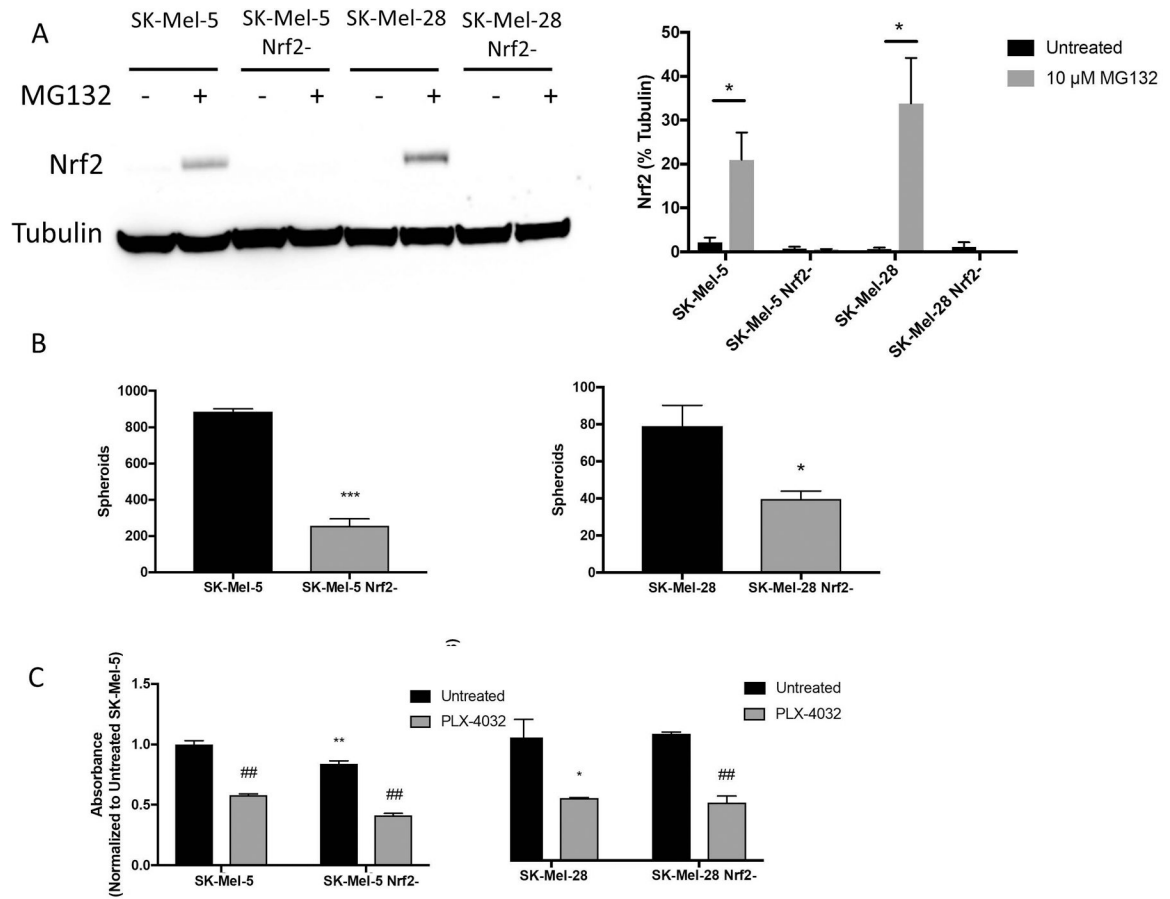 A
SK-Mel-5
SK-Mel-5
Nrf2-
SK-Mel-28
SK-Mel-28
Nrf2-
MG132 - + - + - + - +
Nrf2
Tubulin
Nrf2 (% Tubulin)
50
40
30
20
10
0
*
*
Untreated
10 µM MG132
SK-Mel-5
SK-Mel-5 Nrf2-
SK-Mel-28
SK-Mel-28 Nrf2-
B
Spheroids
1000
800
600
400
200
0
***
SK-Mel-5 SK-Mel-5 Nrf2-
Spheroids
100
80
60
40
20
0
*
SK-Mel-28 SK-Mel-28 Nrf2-
C
Absorbance
(Normalized to Untreated SK-Mel-5)
1.5
1.0
0.5
0.0
##
**
##
Untreated
PLX-4032
SK-Mel-5 SK-Mel-5 Nrf2-
*
##
Untreated
PLX-4032
SK-Mel-28 SK-Mel-28 Nrf2-